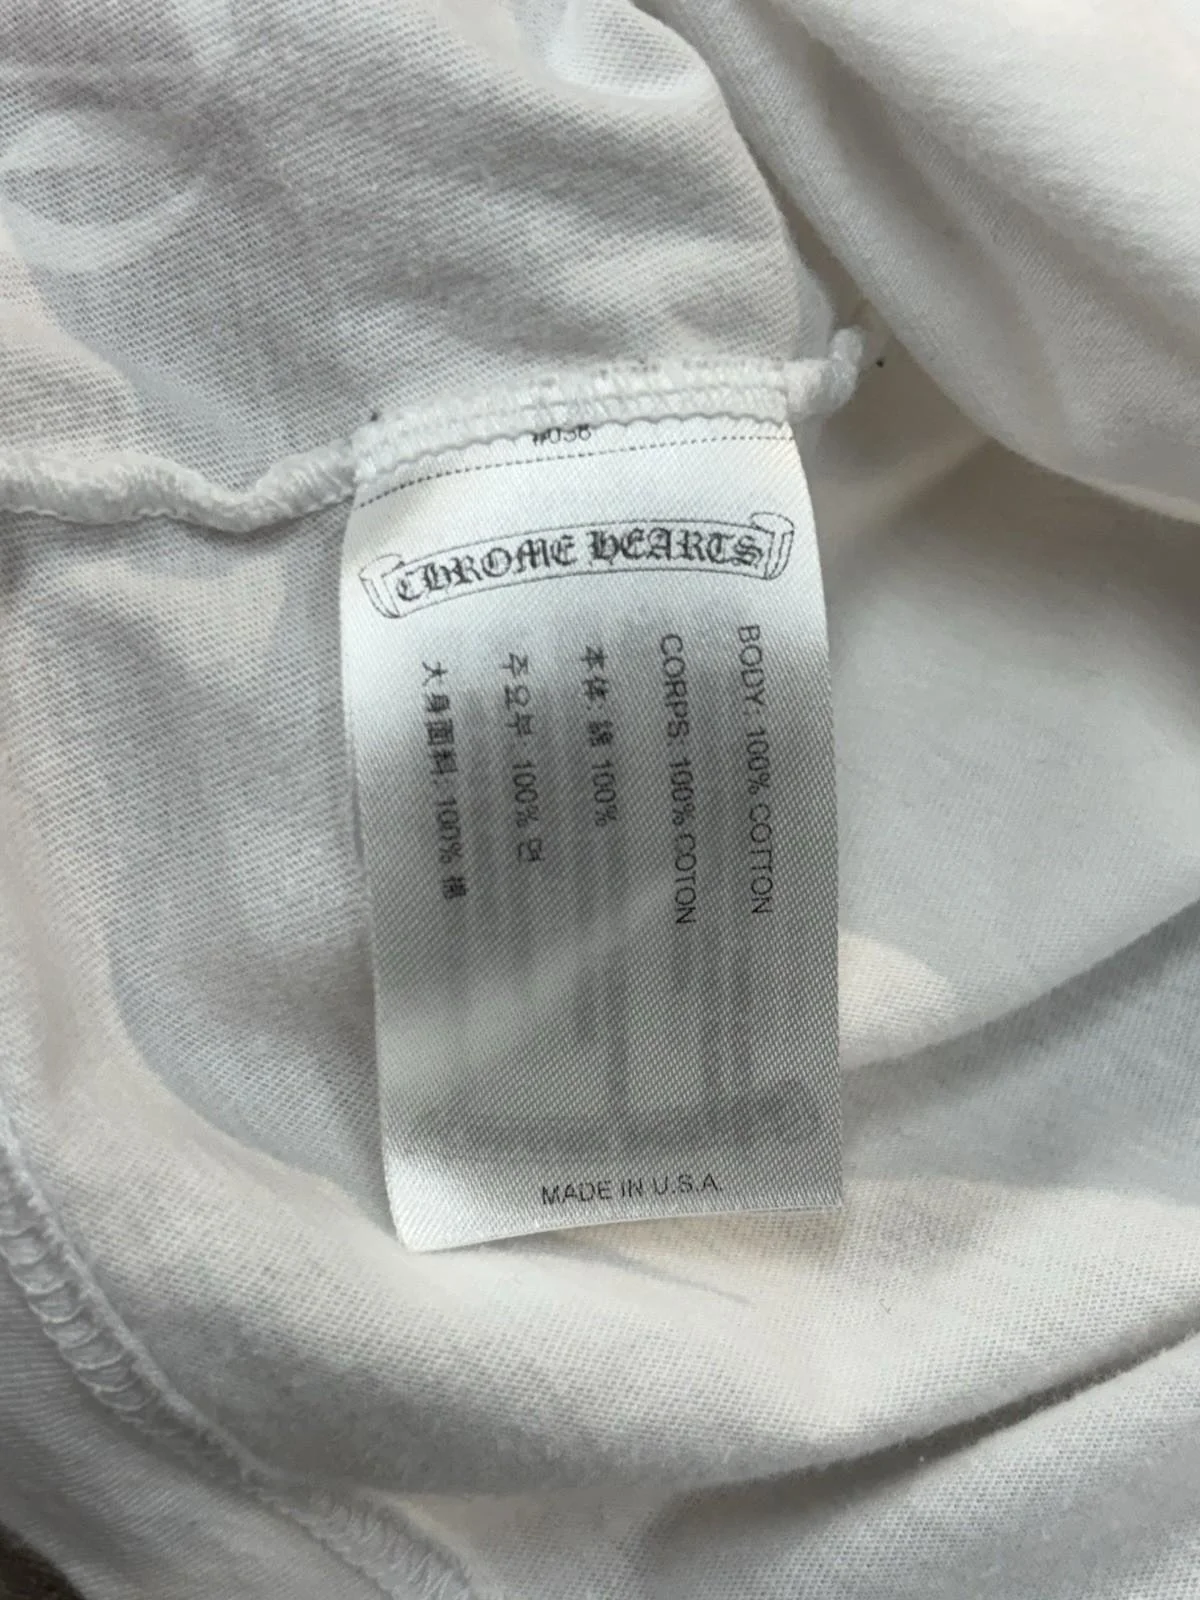 #038
CHROME HEARTS
BODY: 100% COTTON
CORPS: 100% COTON
本体: 綿 100%
주요부: 100% 면
大身面料: 100% 棉
MADE IN U.S.A.